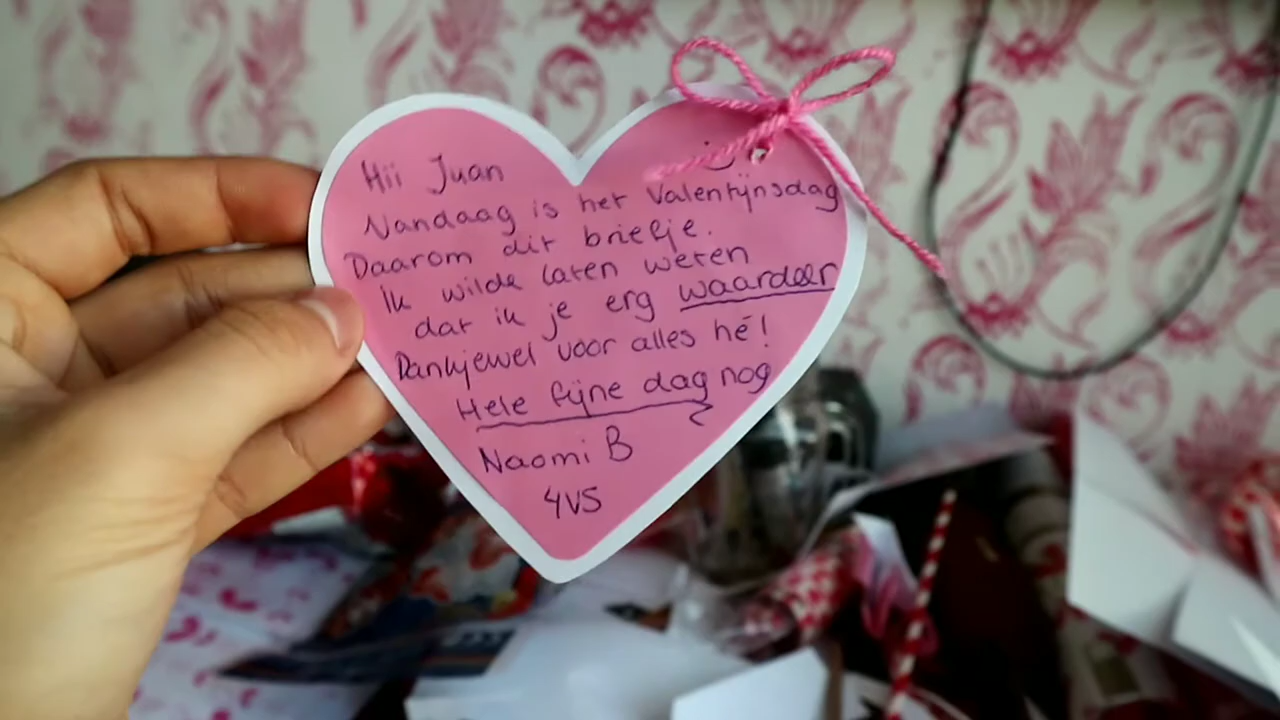 Hii Juan
Vandaag is het Valentijnsdag
Daarom dit briefje.
ik wilde laten weten
dat ik je erg waardeer
Dankjewel voor alles hé!
Hele fijne dag nog
Naomi B
4VS